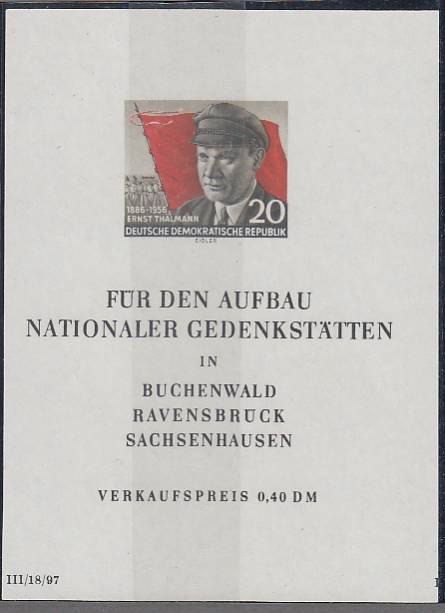 1886-1956
ERNST THÄLMANN
20
DEUTSCHE DEMOKRATISCHE REPUBLIK
EIGLER
FÜR DEN AUFBAU
NATIONALER GEDENKSTÄTTEN
IN
BUCHENWALD
RAVENSBRÜCK
SACHSENHAUSEN
VERKAUFSPREIS 0,40 DM
III/18/97